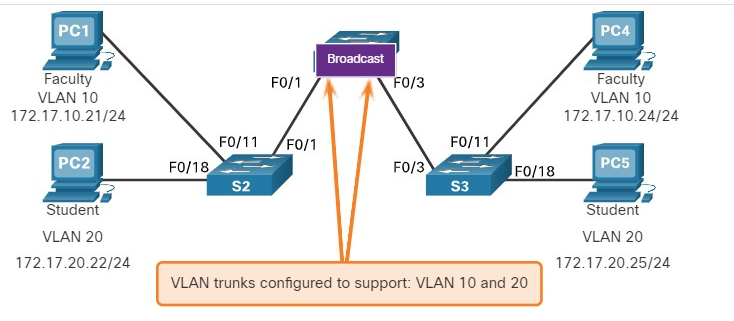 PC1
Faculty
VLAN 10
172.17.10.21/24
PC2
Student
VLAN 20
172.17.20.22/24
F0/11
F0/1
F0/18
S2
F0/1
Broadcast
F0/3
F0/3
F0/11
F0/18
S3
PC4
Faculty
VLAN 10
172.17.10.24/24
PC5
Student
VLAN 20
172.17.20.25/24
VLAN trunks configured to support: VLAN 10 and 20